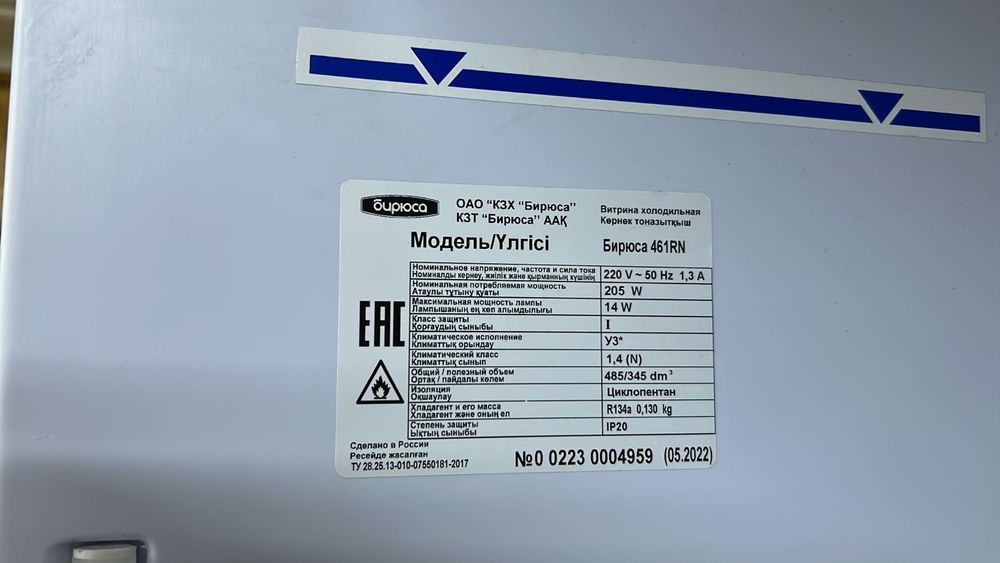 бирюса
ОАО "КЗХ "Бирюса"
КЗТ "Бирюса" ААҚ
Витрина холодильная
Көрнек тоназытқыш
Модель/Үлгісі
Бирюса 461RN
Номинальное напряжение, частота и сила тока
Номиналды кернеу, жиілік және қырманның күшінің
220 V ~ 50 Hz 1,3 A
Номинальная потребляемая мощность
Атаулы тұтыну қуаты
205 W
Максимальная мощность лампы
Лампышаның ең көп алымдылығы
14 W
Класс защиты
Қорғаудың сыныбы
I
Климатическое исполнение
Климаттық орындау
У3*
Климатический класс
Климаттық сынып
1,4 (N)
Общий / полезный объем
Ортақ / пайдалы көлем
485/345 dm³
Изоляция
Оқшаулау
Циклопентан
Хладагент и его масса
Хладагент және оның ел
R134a 0,130 kg
Степень защиты
Ықтың сыныбы
IP20
EAC
Сделано в России
Ресейде жасалған
ТУ 28.25.13-010-07550181-2017
№0 0223 0004959 (05.2022)